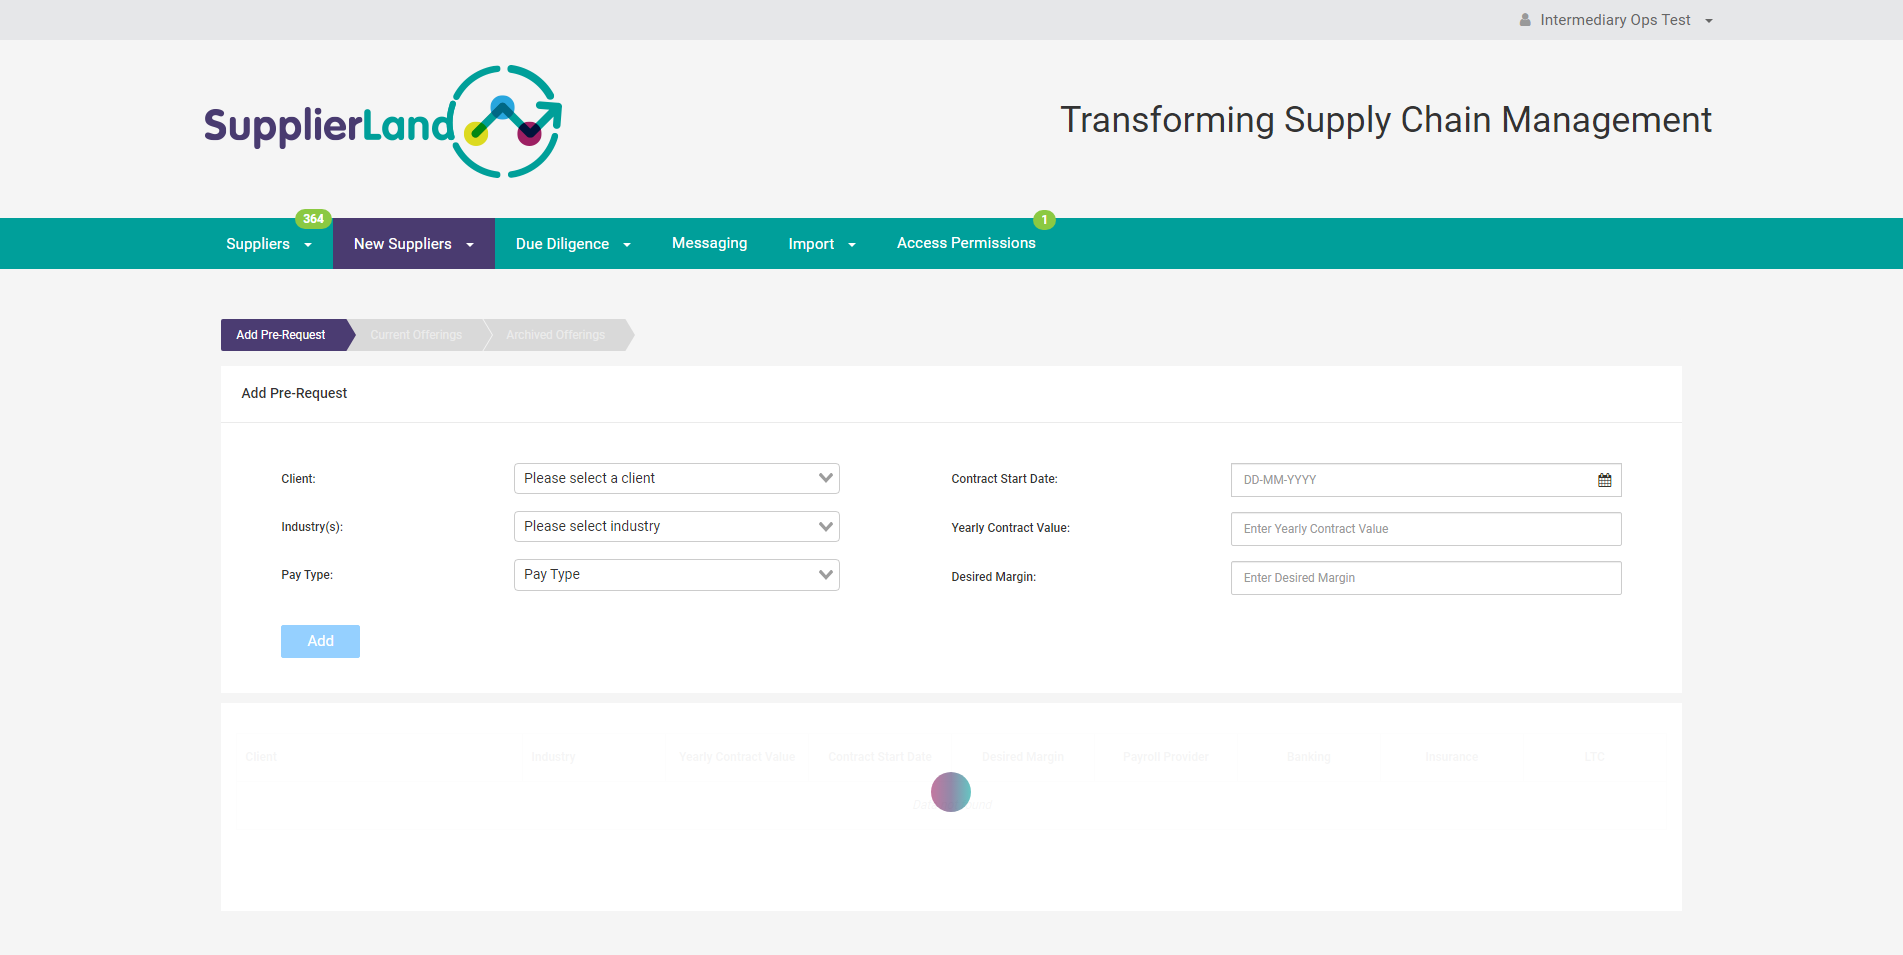 Intermediary Ops Test
SupplierLand
Transforming Supply Chain Management
364
1
Suppliers New Suppliers Due Diligence Messaging Import Access Permissions
Add Pre-Request Current Offerings Archived Offerings
Add Pre-Request
Client: Please select a client Contract Start Date: DD-MM-YYYY
Industry(s): Please select industry Yearly Contract Value: Enter Yearly Contract Value
Pay Type: Pay Type Desired Margin: Enter Desired Margin
Add
Client Industry Yearly Contract Value Contract Start Date Desired Margin Payroll Provider Banking Insurance LTC